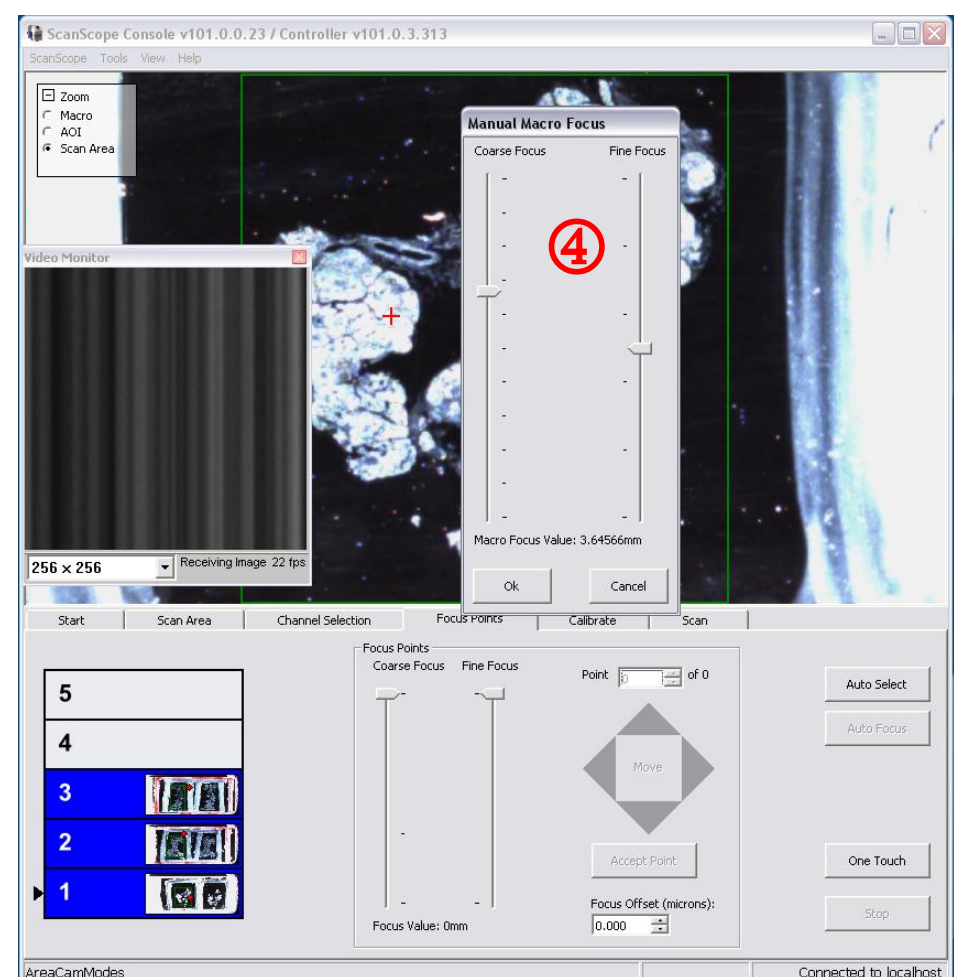 ScanScope Console v101.0.0.23 / Controller v101.0.3.313
ScanScope Tools View Help
Zoom
Macro
AOI
Scan Area
Manual Macro Focus
Coarse Focus Fine Focus
④
Macro Focus Value: 3.64566mm
Ok Cancel
Video Monitor
256 x 256 Receiving Image 22 fps
Start Scan Area Channel Selection Focus Points Calibrate Scan
5
4
3
2
1
Focus Points
Coarse Focus Fine Focus
Focus Value: 0mm
Point 0 of 0
Move
Accept Point
Focus Offset (microns):
0.000
Auto Select
Auto Focus
One Touch
Stop
AreaCamModes
Connected to localhost